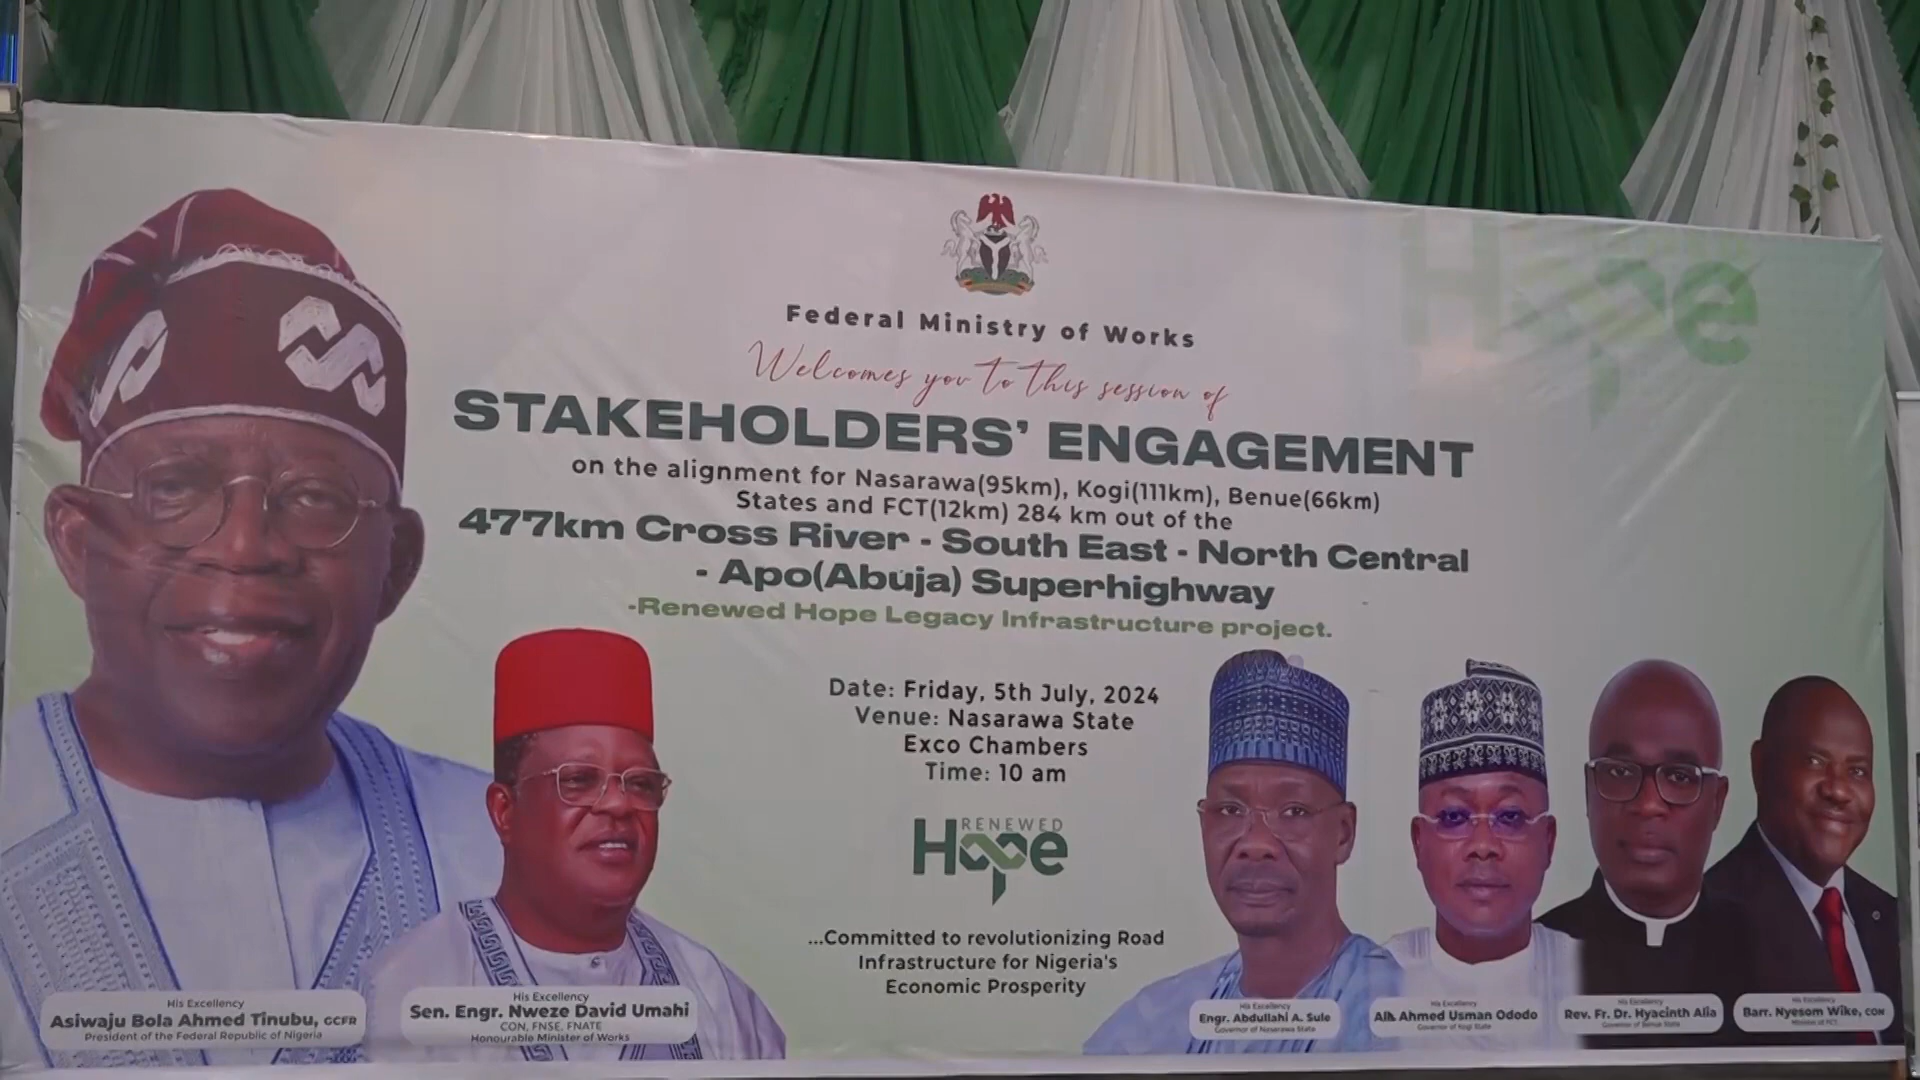 Hope
Federal Ministry of Works
Welcomes you to this session of
STAKEHOLDERS' ENGAGEMENT
on the alignment for Nasarawa(95km), Kogi(111km), Benue(66km)
States and FCT(12km) 284 km out of the
477km Cross River - South East - North Central
- Apo(Abuja) Superhighway
-Renewed Hope Legacy Infrastructure project.
Date: Friday, 5th July, 2024
Venue: Nasarawa State
Exco Chambers
Time: 10 am
RENEWED
Hope
...Committed to revolutionizing Road
Infrastructure for Nigeria's
Economic Prosperity
His Excellency
Asiwaju Bola Ahmed Tinubu, GCFR
President of the Federal Republic of Nigeria
His Excellency
Sen. Engr. Nweze David Umahi
CON, FNSE, FNATE
Honourable Minister of Works
His Excellency
Engr. Abdullahi A. Sule
Governor of Nasarawa State
His Excellency
Alh Ahmed Usman Ododo
Governor of Kogi State
His Excellency
Rev. Fr. Dr. Hyacinth Alia
Governor of Benue State
His Excellency
Barr. Nyesom Wike, CON
Minister of FCT